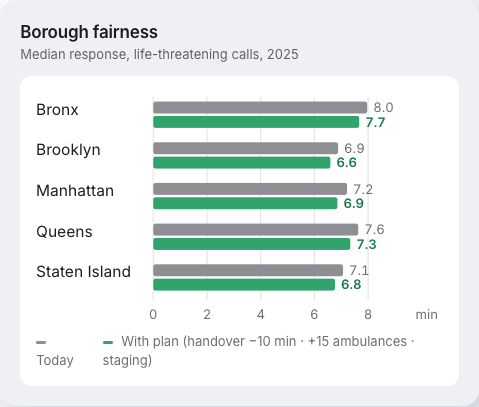 Borough fairness
Median response, life-threatening calls, 2025
Bronx 8.0
7.7
Brooklyn 6.9
6.6
Manhattan 7.2
6.9
Queens 7.6
7.3
Staten Island 7.1
6.8
0 2 4 6 8 min
Today
With plan (handover −10 min · +15 ambulances ·
staging)